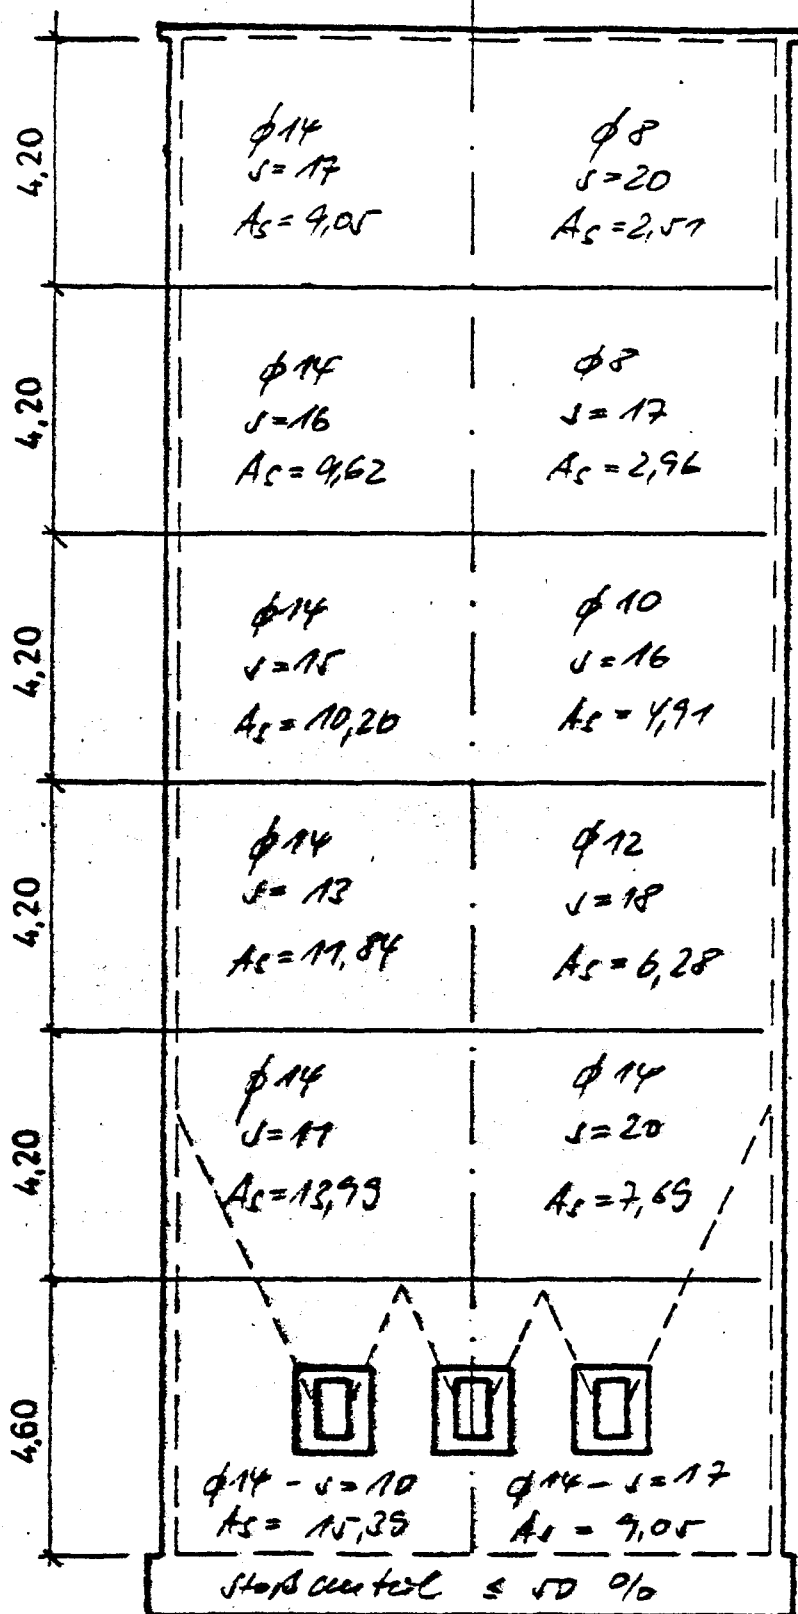 4,20
ϕ14
s=17
As=9,05
ϕ8
s=20
As=2,51
4,20
ϕ14
s=16
As=9,62
ϕ8
s=17
As=2,96
4,20
ϕ14
s=15
As=10,26
ϕ10
s=16
As=4,91
4,20
ϕ14
s=13
As=11,84
ϕ12
s=18
As=6,28
4,20
ϕ14
s=11
As=13,99
ϕ14
s=20
As=7,69
4,60
ϕ14 - s=10
As=15,39
ϕ14 - s=17
As=9,05
Stoßanteil ≤ 50 %